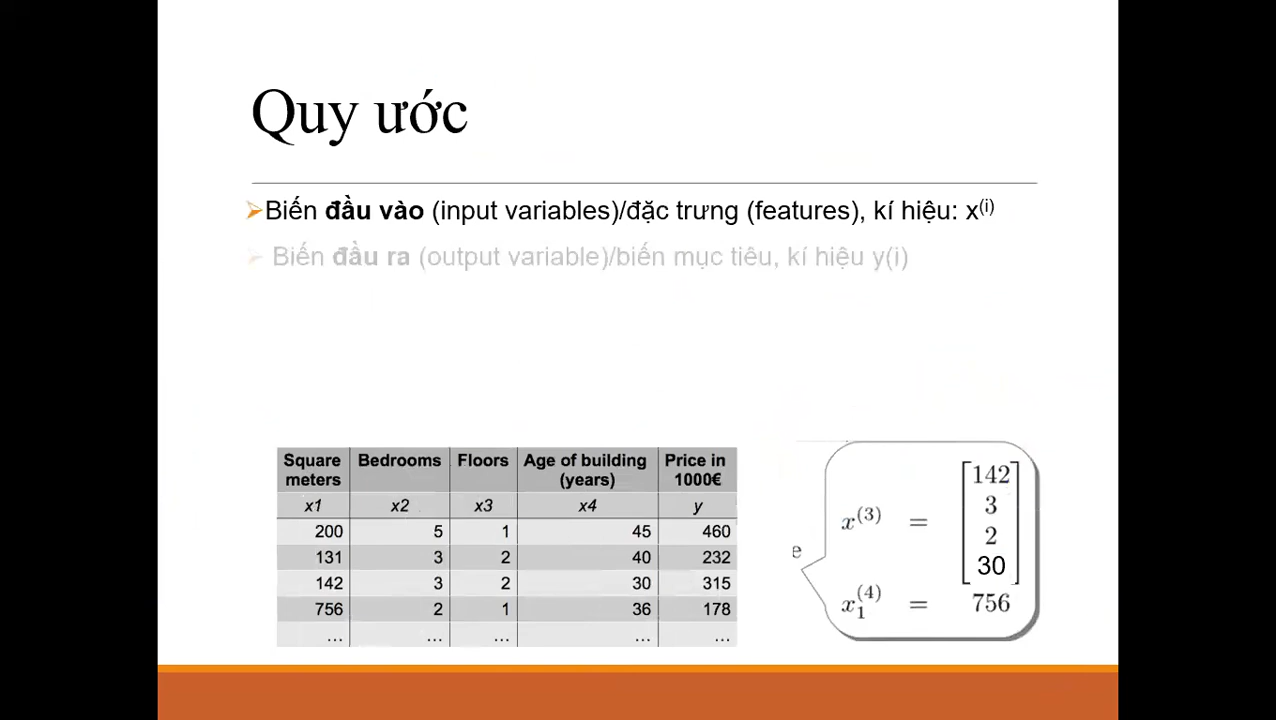 Quy ước
➢Biến đầu vào (input variables)/đặc trưng (features), kí hiệu: x⁽ⁱ⁾
➢ Biến đầu ra (output variable)/biến mục tiêu, kí hiệu y(i)
Square meters Bedrooms Floors Age of building (years) Price in 1000€
x1 x2 x3 x4 y
200 5 1 45 460
131 3 2 40 232
142 3 2 30 315
756 2 1 36 178
... ... ... ... ...
e
x⁽³⁾ = [142
3
2
30]
x₁⁽⁴⁾ = 756